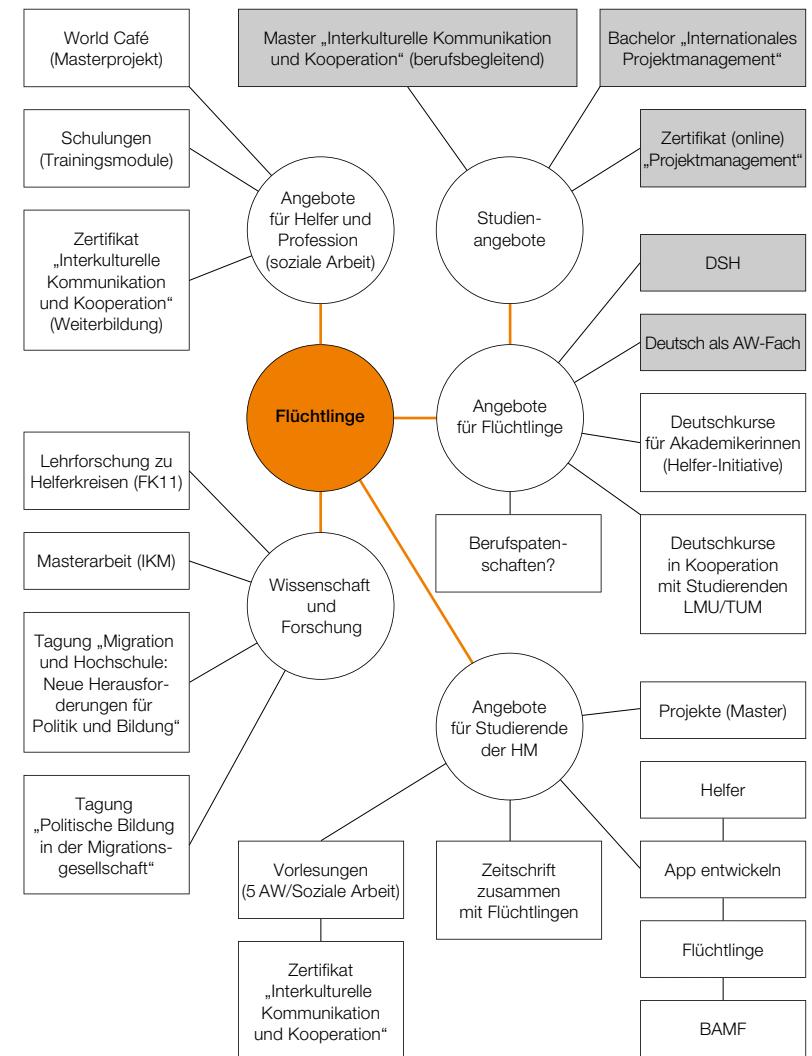 World Café
(Masterprojekt)
Master „Interkulturelle Kommunikation
und Kooperation“ (berufsbegleitend)
Bachelor „Internationales
Projektmanagement“
Schulungen
(Trainingsmodule)
Zertifikat (online)
„Projektmanagement“
Angebote
für Helfer und
Profession
(soziale Arbeit)
Studien-
angebote
Zertifikat
„Interkulturelle
Kommunikation
und Kooperation“
(Weiterbildung)
DSH
Deutsch als AW-Fach
Flüchtlinge
Angebote
für Flüchtlinge
Deutschkurse
für Akademikerinnen
(Helfer-Initiative)
Lehrforschung zu
Helferkreisen (FK11)
Berufspaten-
schaften?
Deutschkurse
in Kooperation
mit Studierenden
LMU/TUM
Masterarbeit (IKM)
Wissenschaft
und
Forschung
Tagung „Migration
und Hochschule:
Neue Herausfor-
derungen für
Politik und Bildung“
Angebote
für Studierende
der HM
Projekte (Master)
Tagung
„Politische Bildung
in der Migrations-
gesellschaft“
Helfer
Vorlesungen
(5 AW/Soziale Arbeit)
Zeitschrift
zusammen
mit Flüchtlingen
App entwickeln
Flüchtlinge
Zertifikat
„Interkulturelle
Kommunikation
und Kooperation“
BAMF